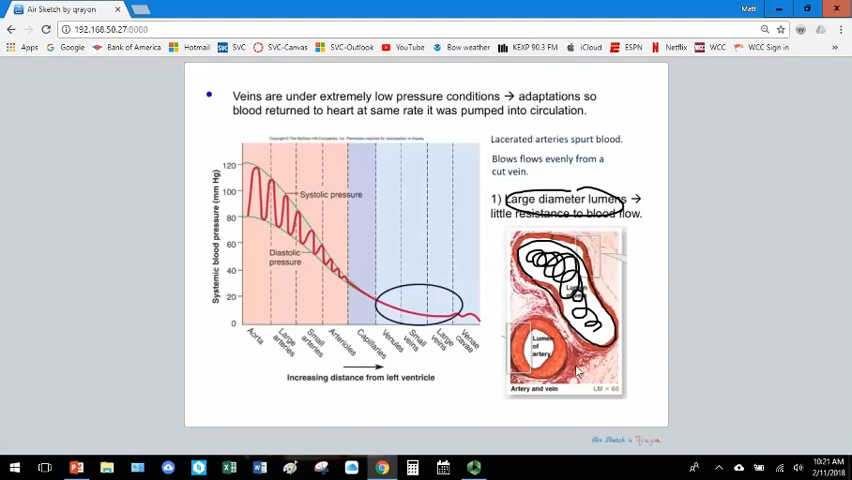 Air Sketch by qrayon
Matt
192.168.50.27:8080
Apps Google Bank of America Hotmail SVC SVC-Canvas SVC-Outlook YouTube Bow weather KEXP 90.3 FM iCloud ESPN Netflix WCC WCC Sign in
Veins are under extremely low pressure conditions → adaptations so
blood returned to heart at same rate it was pumped into circulation.
Copyright © The McGraw-Hill Companies, Inc. Permission required for reproduction or display.
Lacerated arteries spurt blood.
Blows flows evenly from a
cut vein.
1) Large diameter lumens →
little resistance to blood flow.
Systemic blood pressure (mm Hg)
120
100
80
60
40
20
0
Systolic pressure
Diastolic
pressure
Aorta
Large
arteries
Small
arteries
Arterioles
Capillaries
Venules
Small
veins
Large
veins
Venae
cavae
Increasing distance from left ventricle
Lumen
Lumen
of
artery
Artery and vein
LM × 60
Air Sketch by Qrayon
10:21 AM
2/11/2018